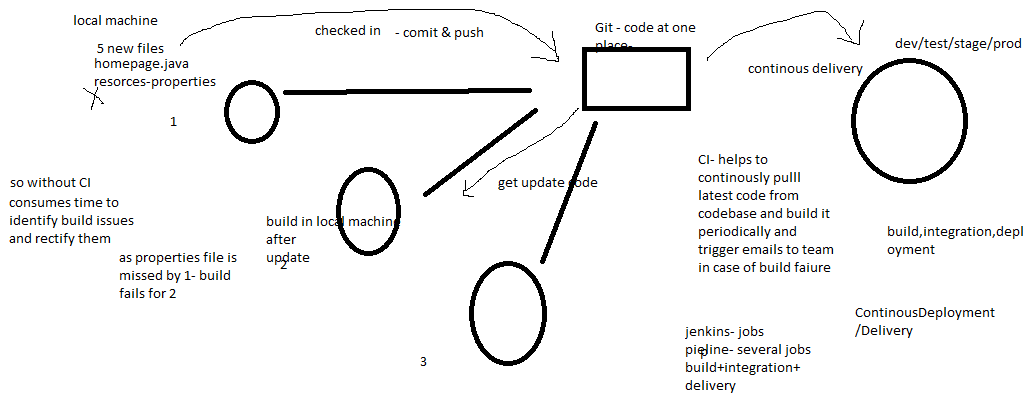 local machine
5 new files
homepage.java
resorces-properties
1
checked in
- comit & push
Git - code at one
place-
continous delivery
dev/test/stage/prod
get update code
so without CI
consumes time to
identify build issues
and rectify them
as properties file is
missed by 1- build
fails for 2
build in local machine
after
update
2
3
CI- helps to
continously pulll
latest code from
codebase and build it
periodically and
trigger emails to team
in case of build faiure
build,integration,depl
oyment
ContinousDeployment
/Delivery
jenkins- jobs
pieline- several jobs
p
build+integration+
delivery